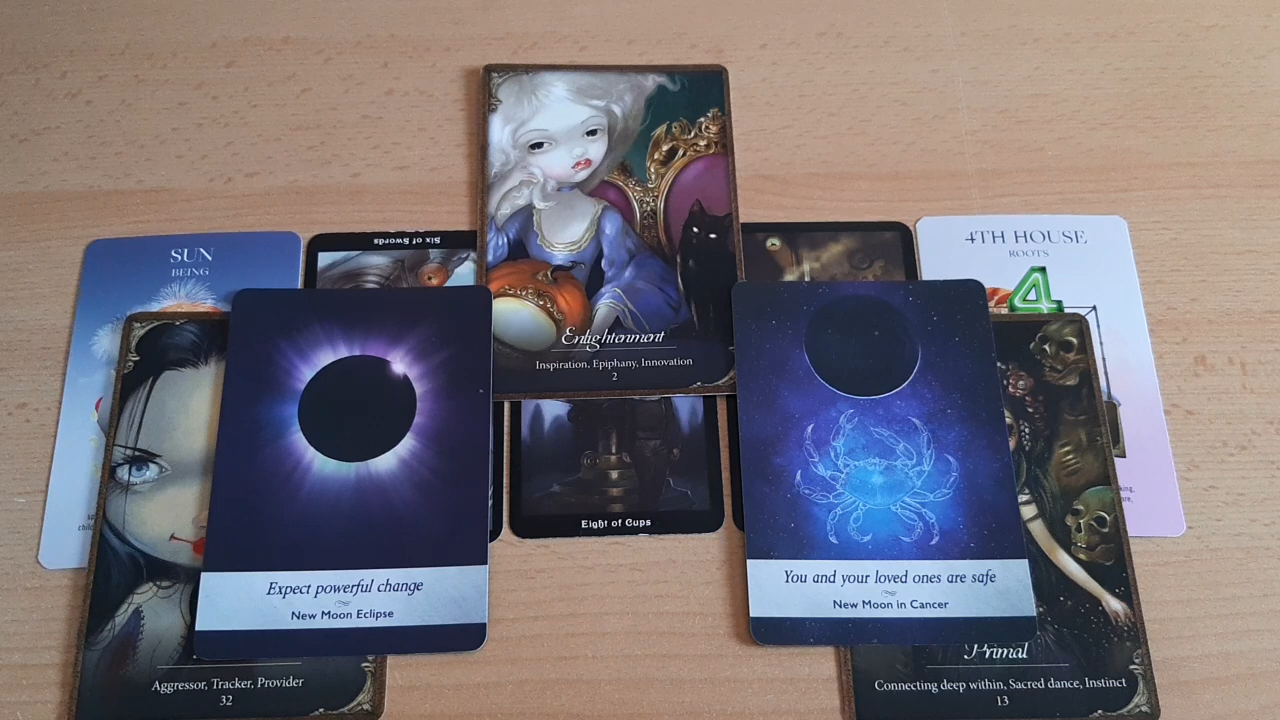 SUN
BEING
Six of Swords
4TH HOUSE
ROOTS
4
Enlightenment
Inspiration, Epiphany, Innovation
2
Eight of Cups
Expect powerful change
New Moon Eclipse
You and your loved ones are safe
New Moon in Cancer
Aggressor, Tracker, Provider
32
Primal
Connecting deep within, Sacred dance, Instinct
13